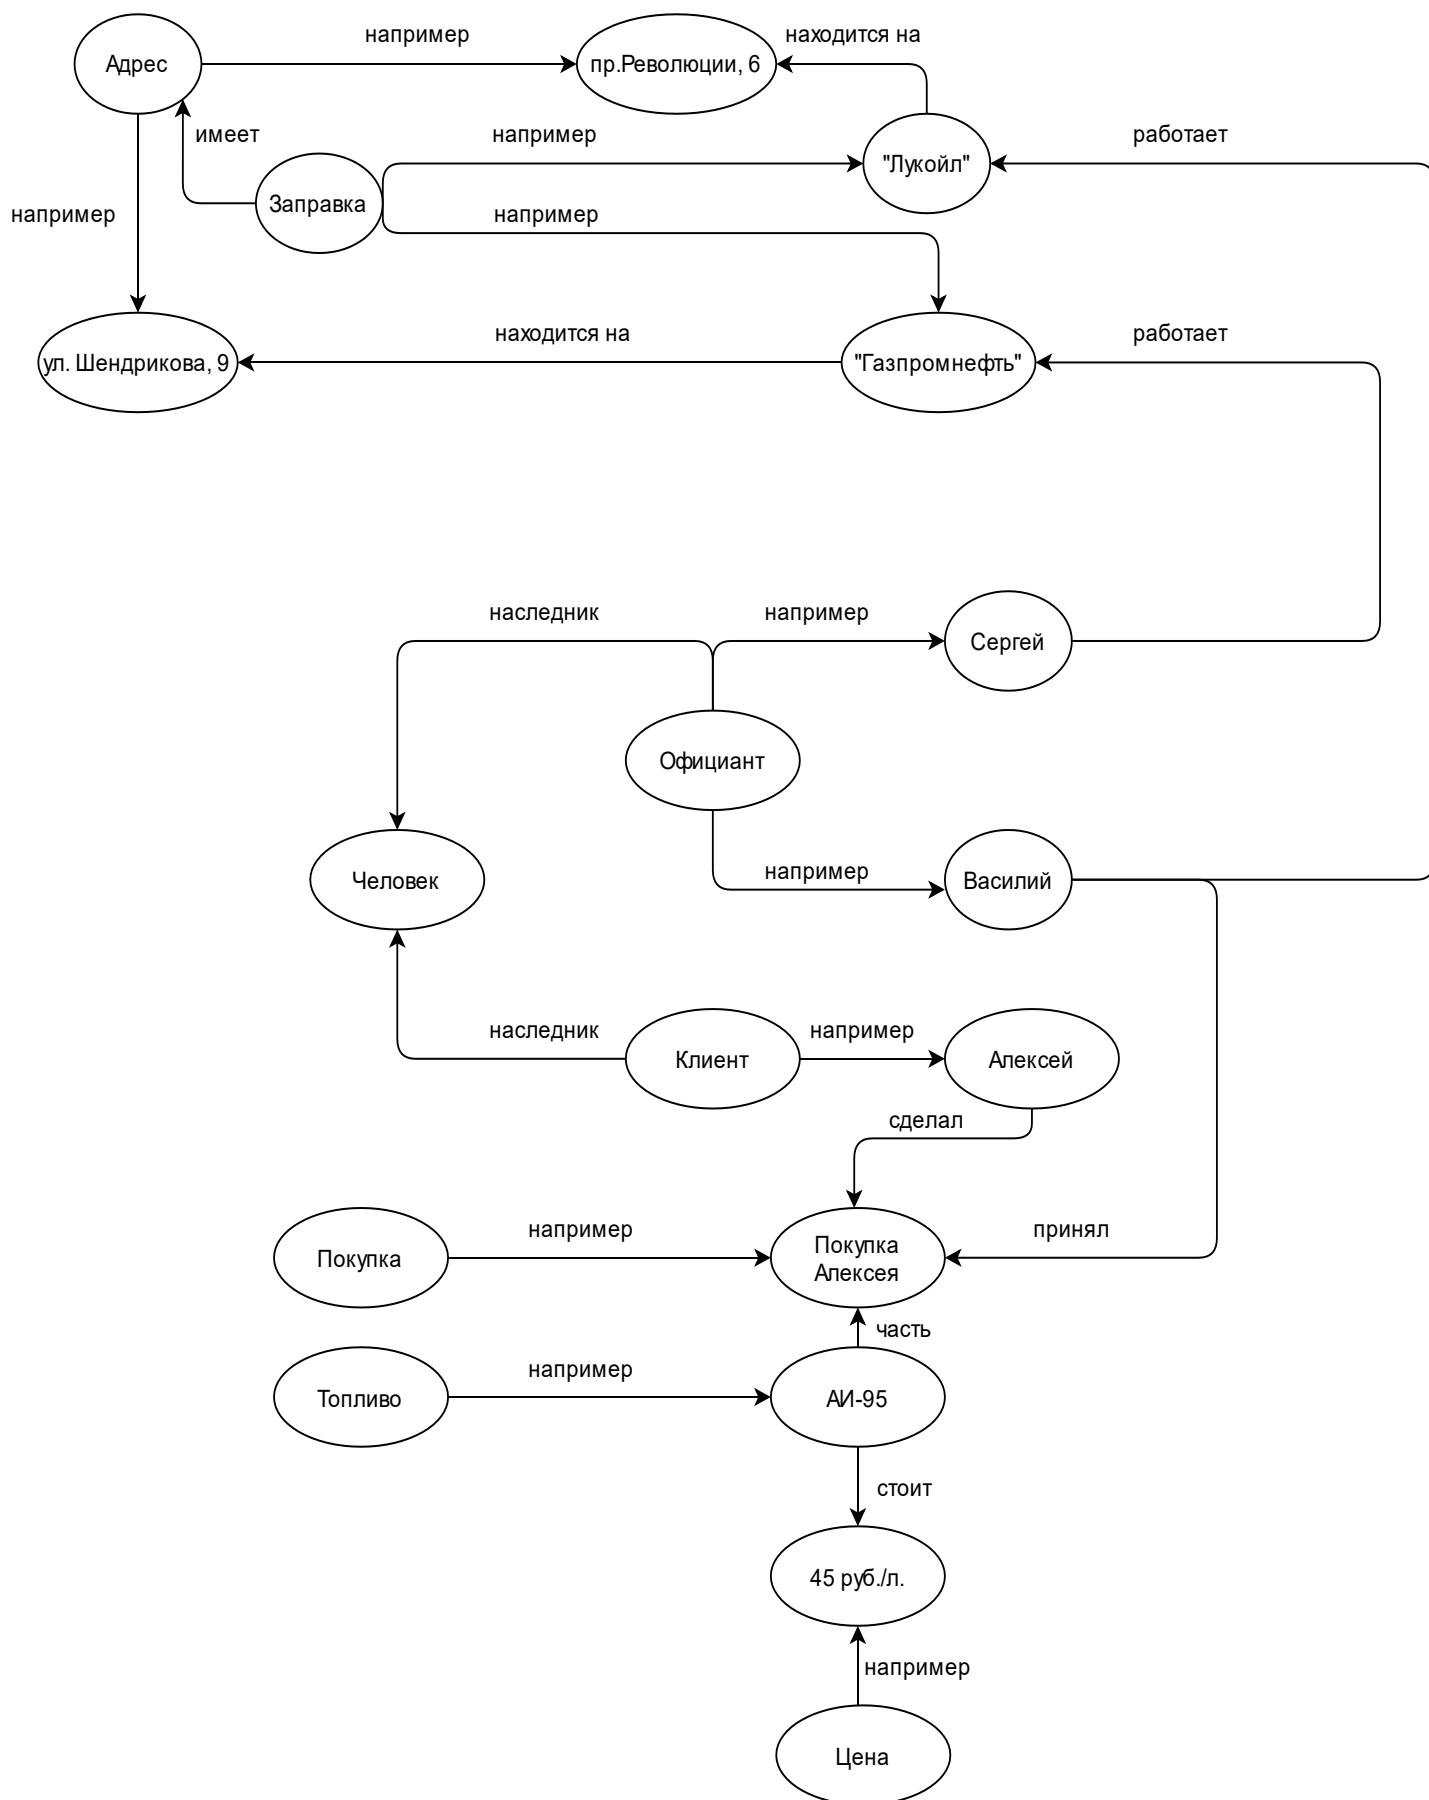 например
находится на
Адрес
пр.Революции, 6
имеет
например
работает
"Лукойл"
Заправка
например
например
находится на
работает
ул. Шендрикова, 9
"Газпромнефть"
наследник
например
Сергей
Официант
например
Человек
Василий
наследник
например
Клиент
Алексей
сделал
например
принял
Покупка
Покупка
Алексея
часть
например
Топливо
АИ-95
стоит
45 руб./л.
например
Цена